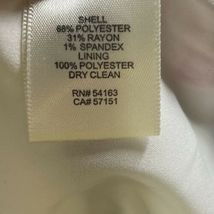 SHELL
68% POLYESTER
31% RAYON
1% SPANDEX
LINING
100% POLYESTER
DRY CLEAN
RN# 54163
CA# 57151